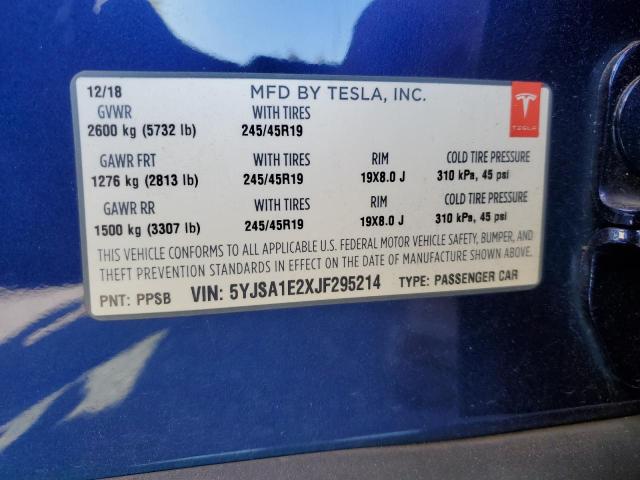 12/18 MFD BY TESLA, INC.
GVWR WITH TIRES
2600 kg (5732 lb) 245/45R19
TESLA
GAWR FRT WITH TIRES RIM COLD TIRE PRESSURE
1276 kg (2813 lb) 245/45R19 19X8.0 J 310 kPa, 45 psi
GAWR RR WITH TIRES RIM COLD TIRE PRESSURE
1500 kg (3307 lb) 245/45R19 19X8.0 J 310 kPa, 45 psi
THIS VEHICLE CONFORMS TO ALL APPLICABLE U.S. FEDERAL MOTOR VEHICLE SAFETY, BUMPER, AND
THEFT PREVENTION STANDARDS IN EFFECT ON THE DATE OF MANUFACTURE SHOWN ABOVE.
PNT: PPSB VIN: 5YJSA1E2XJF295214 TYPE: PASSENGER CAR